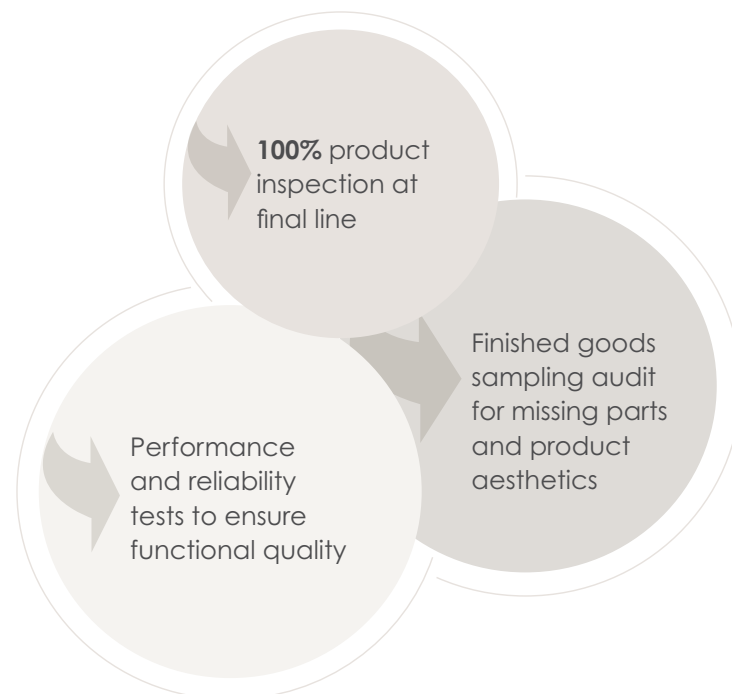 100% product
inspection at
final line
Finished goods
sampling audit
for missing parts
and product
aesthetics
Performance
and reliability
tests to ensure
functional quality